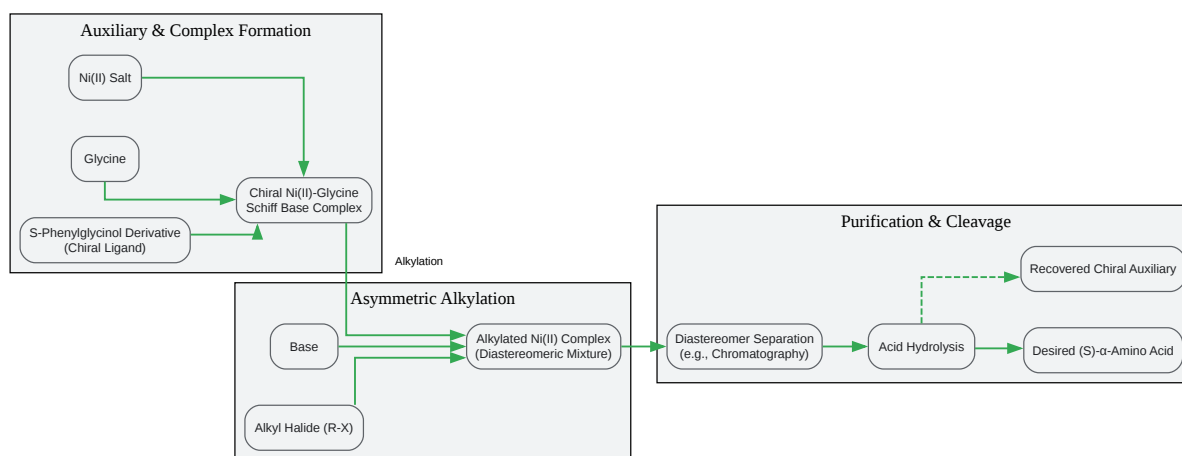 Auxiliary & Complex Formation
Ni(II) Salt
Glycine
Chiral Ni(II)-Glycine
Schiff Base Complex
S-Phenylglycinol Derivative
(Chiral Ligand)
Alkylation
Asymmetric Alkylation
Base
Alkylated Ni(II) Complex
(Diastereomeric Mixture)
Alkyl Halide (R-X)
Purification & Cleavage
Recovered Chiral Auxiliary
Diastereomer Separation
(e.g., Chromatography)
Acid Hydrolysis
Desired (S)-α-Amino Acid